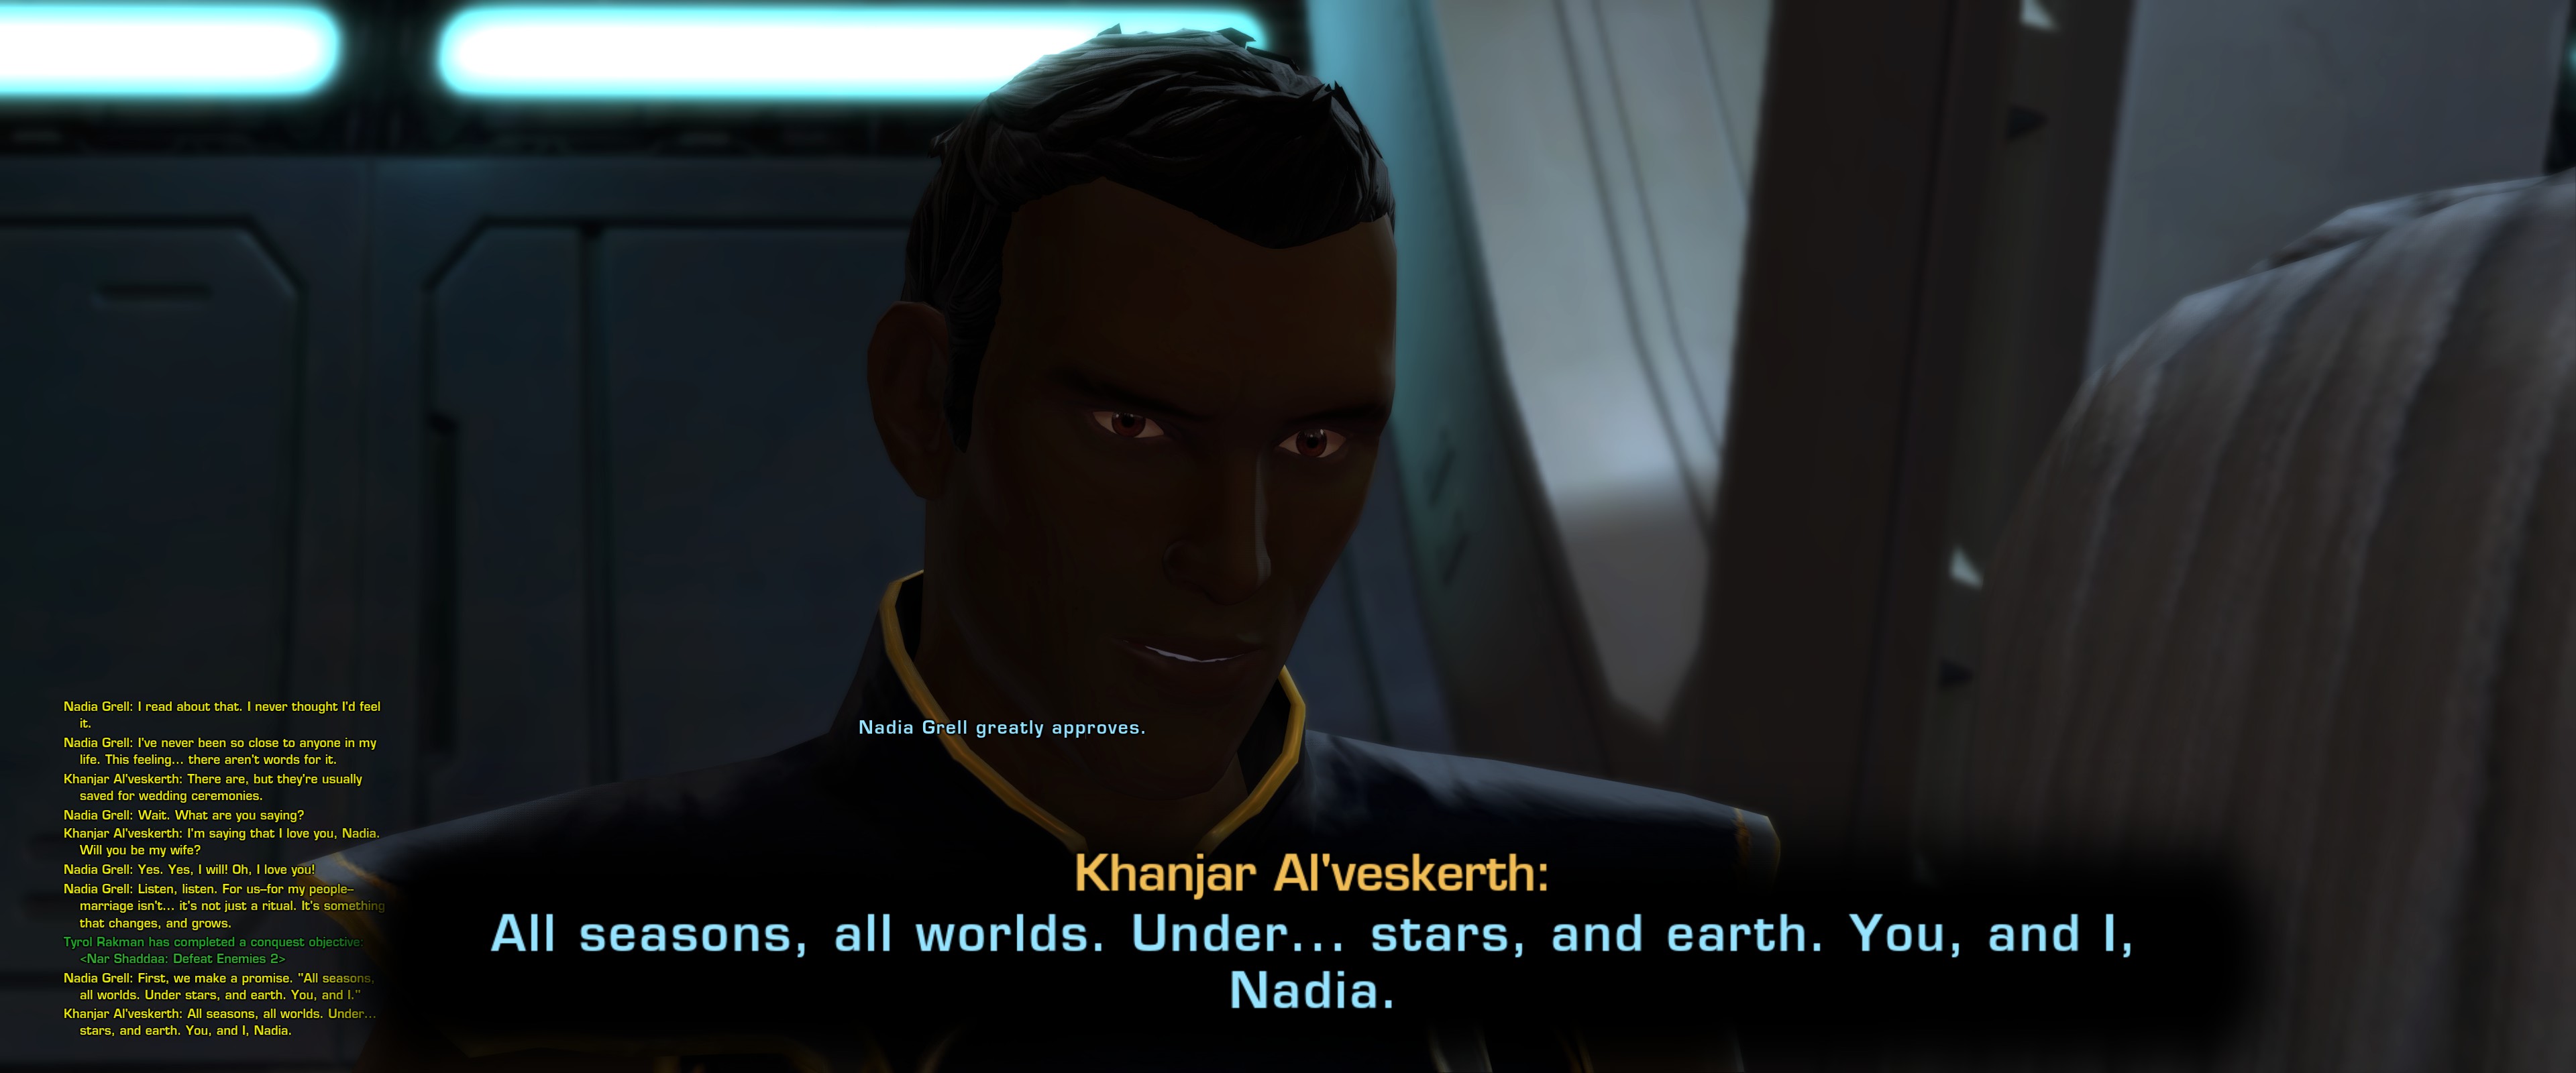 Nadia Grell: I read about that. I never thought I'd feel
it.
Nadia Grell: I've never been so close to anyone in my
life. This feeling... there aren't words for it.
Khanjar Al'veskerth: There are, but they're usually
saved for wedding ceremonies.
Nadia Grell: Wait. What are you saying?
Khanjar Al'veskerth: I'm saying that I love you, Nadia.
Will you be my wife?
Nadia Grell: Yes. Yes, I will! Oh, I love you!
Nadia Grell: Listen, listen. For us--for my people--
marriage isn't... it's not just a ritual. It's something
that changes, and grows.
Tyrol Rakman has completed a conquest objective:
<Nar Shaddaa: Defeat Enemies 2>
Nadia Grell: First, we make a promise. "All seasons,
all worlds. Under stars, and earth. You, and I."
Khanjar Al'veskerth: All seasons, all worlds. Under...
stars, and earth. You, and I, Nadia.
Nadia Grell greatly approves.
Khanjar Al'veskerth:
All seasons, all worlds. Under... stars, and earth. You, and I,
Nadia.